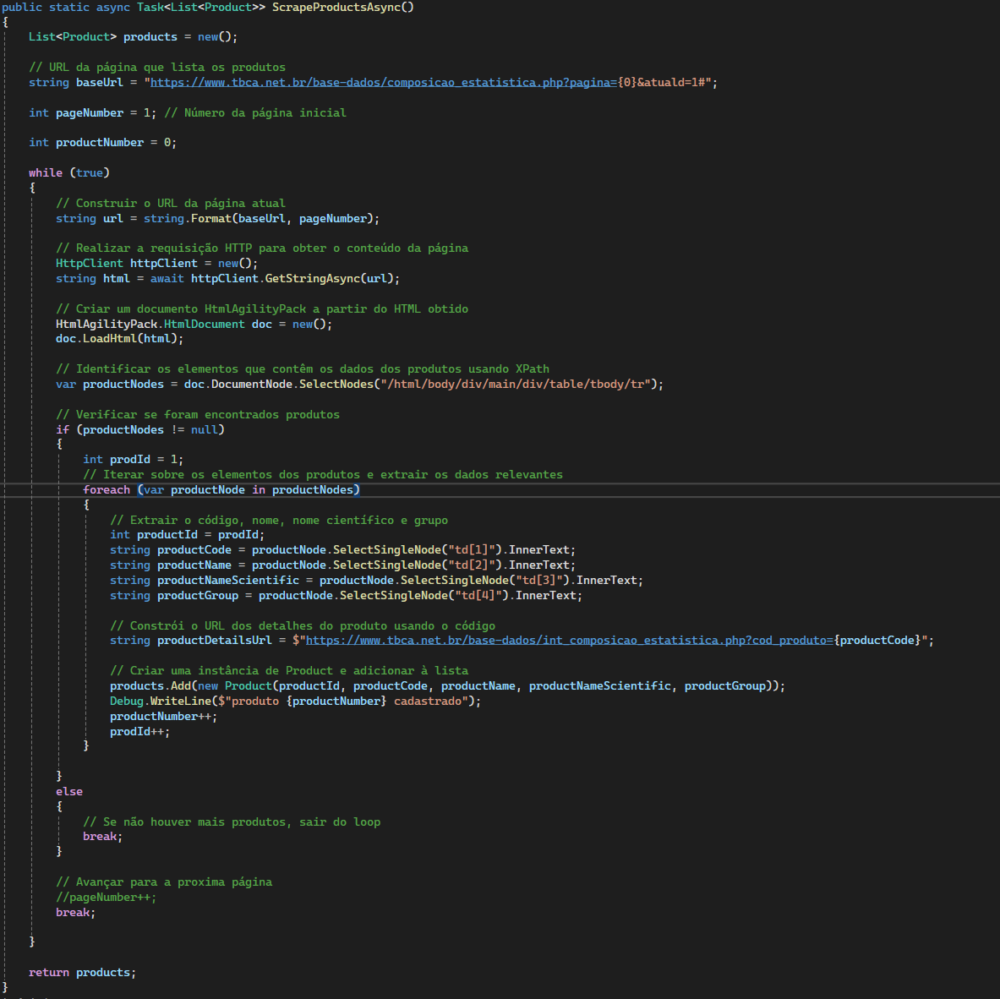 public static async Task<List<Product>> ScrapeProductsAsync()
{
    List<Product> products = new();

    // URL da página que lista os produtos
    string baseUrl = "https://www.tbca.net.br/base-dados/composicao_estatistica.php?pagina={0}&atuald=1#";

    int pageNumber = 1; // Número da página inicial

    int productNumber = 0;

    while (true)
    {
        // Construir o URL da página atual
        string url = string.Format(baseUrl, pageNumber);

        // Realizar a requisição HTTP para obter o conteúdo da página
        HttpClient httpClient = new();
        string html = await httpClient.GetStringAsync(url);

        // Criar um documento HtmlAgilityPack a partir do HTML obtido
        HtmlAgilityPack.HtmlDocument doc = new();
        doc.LoadHtml(html);

        // Identificar os elementos que contêm os dados dos produtos usando XPath
        var productNodes = doc.DocumentNode.SelectNodes("/html/body/div/main/div/table/tbody/tr");

        // Verificar se foram encontrados produtos
        if (productNodes != null)
        {
            int prodId = 1;
            // Iterar sobre os elementos dos produtos e extrair os dados relevantes
            foreach (var productNode in productNodes)
            {
                // Extrair o código, nome, nome científico e grupo
                int productId = prodId;
                string productCode = productNode.SelectSingleNode("td[1]").InnerText;
                string productName = productNode.SelectSingleNode("td[2]").InnerText;
                string productNameScientific = productNode.SelectSingleNode("td[3]").InnerText;
                string productGroup = productNode.SelectSingleNode("td[4]").InnerText;

                // Constrói o URL dos detalhes do produto usando o código
                string productDetailsUrl = $"https://www.tbca.net.br/base-dados/int_composicao_estatistica.php?cod_produto={productCode}";

                // Criar uma instância de Product e adicionar à lista
                products.Add(new Product(productId, productCode, productName, productNameScientific, productGroup));
                Debug.WriteLine($"produto {productNumber} cadastrado");
                productNumber++;
                prodId++;
            }

        }
        else
        {
            // Se não houver mais produtos, sair do loop
            break;
        }

        // Avançar para a proxima página
        //pageNumber++;
        break;

    }

    return products;
}